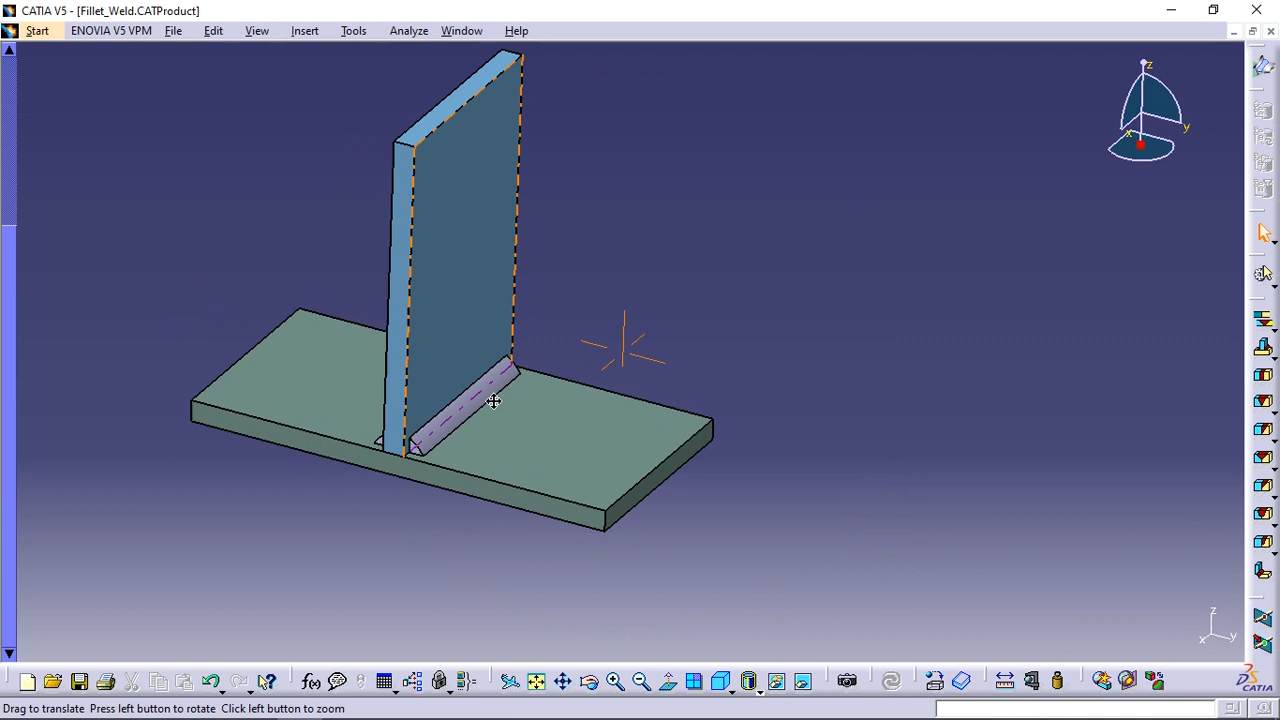 CATIA V5 - [Fillet_Weld.CATProduct]
Start ENOVIA V5 VPM File Edit View Insert Tools Analyze Window Help
z
y
x
z
x y
f(x)
CATIA
Drag to translate Press left button to rotate Click left button to zoom